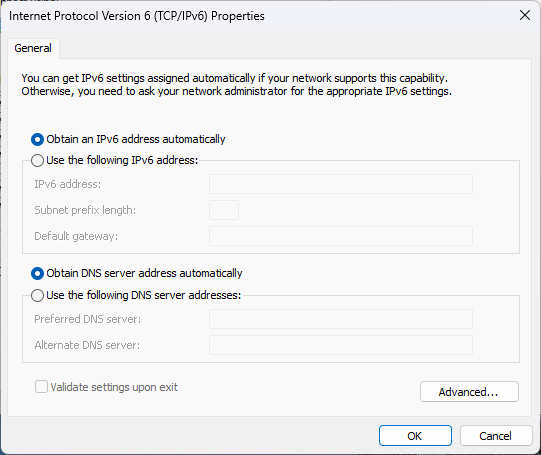 Internet Protocol Version 6 (TCP/IPv6) Properties
General
You can get IPv6 settings assigned automatically if your network supports this capability.
Otherwise, you need to ask your network administrator for the appropriate IPv6 settings.
Obtain an IPv6 address automatically
Use the following IPv6 address:
IPv6 address:
Subnet prefix length:
Default gateway:
Obtain DNS server address automatically
Use the following DNS server addresses:
Preferred DNS server:
Alternate DNS server:
Validate settings upon exit
Advanced...
OK
Cancel